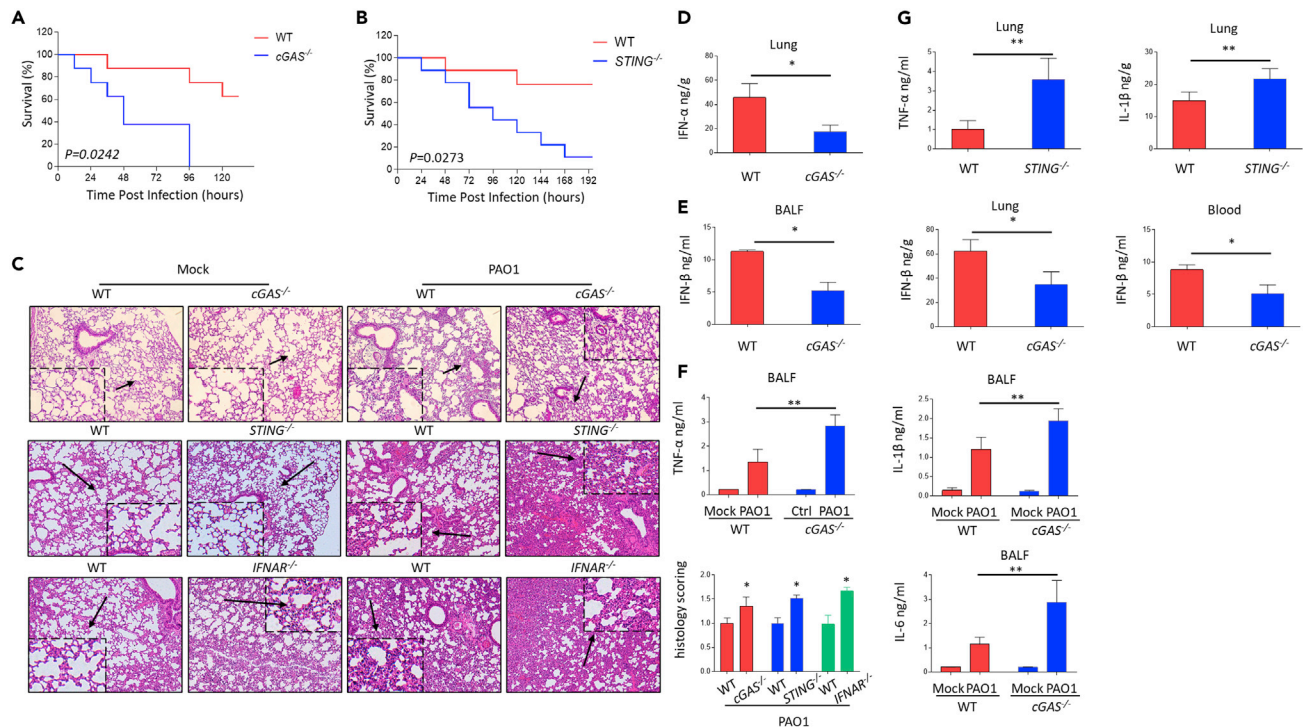 A
120
100
80
60
40
20
0
Survival (%)
WT
cGAS-/-
P=0.0242
0 24 48 72 96 120
Time Post Infection (hours)
B
120
100
80
60
40
20
0
Survival (%)
WT
STING-/-
P=0.0273
0 24 48 72 96 120 144 168 192
Time Post Infection (hours)
C
Mock PAO1
WT cGAS-/- WT cGAS-/-
WT STING-/- WT STING-/-
WT IFNAR-/- WT IFNAR-/-
D
Lung
IFN-α ng/g
80
60
40
20
0
*
WT cGAS-/-
E
BALF
IFN-β ng/ml
15
10
5
0
*
WT cGAS-/-
Lung
IFN-β ng/g
100
80
60
40
20
0
*
WT cGAS-/-
Blood
IFN-β ng/ml
15
10
5
0
*
WT cGAS-/-
F
BALF
TNF-α ng/ml
4
3
2
1
0
**
Mock PAO1 Ctrl PAO1
WT cGAS-/-
BALF
IL-1β ng/ml
2.5
2.0
1.5
1.0
0.5
0.0
**
Mock PAO1 Mock PAO1
WT cGAS-/-
histology scoring
2.0
1.5
1.0
0.5
0.0
* * *
WT cGAS-/- WT STING-/- WT IFNAR-/-
PAO1
BALF
IL-6 ng/ml
4
2
0
**
Mock PAO1 Mock PAO1
WT cGAS-/-
G
Lung
TNF-α ng/ml
5
4
3
2
1
0
**
WT STING-/-
Lung
IL-1β ng/g
30
20
10
0
**
WT STING-/-